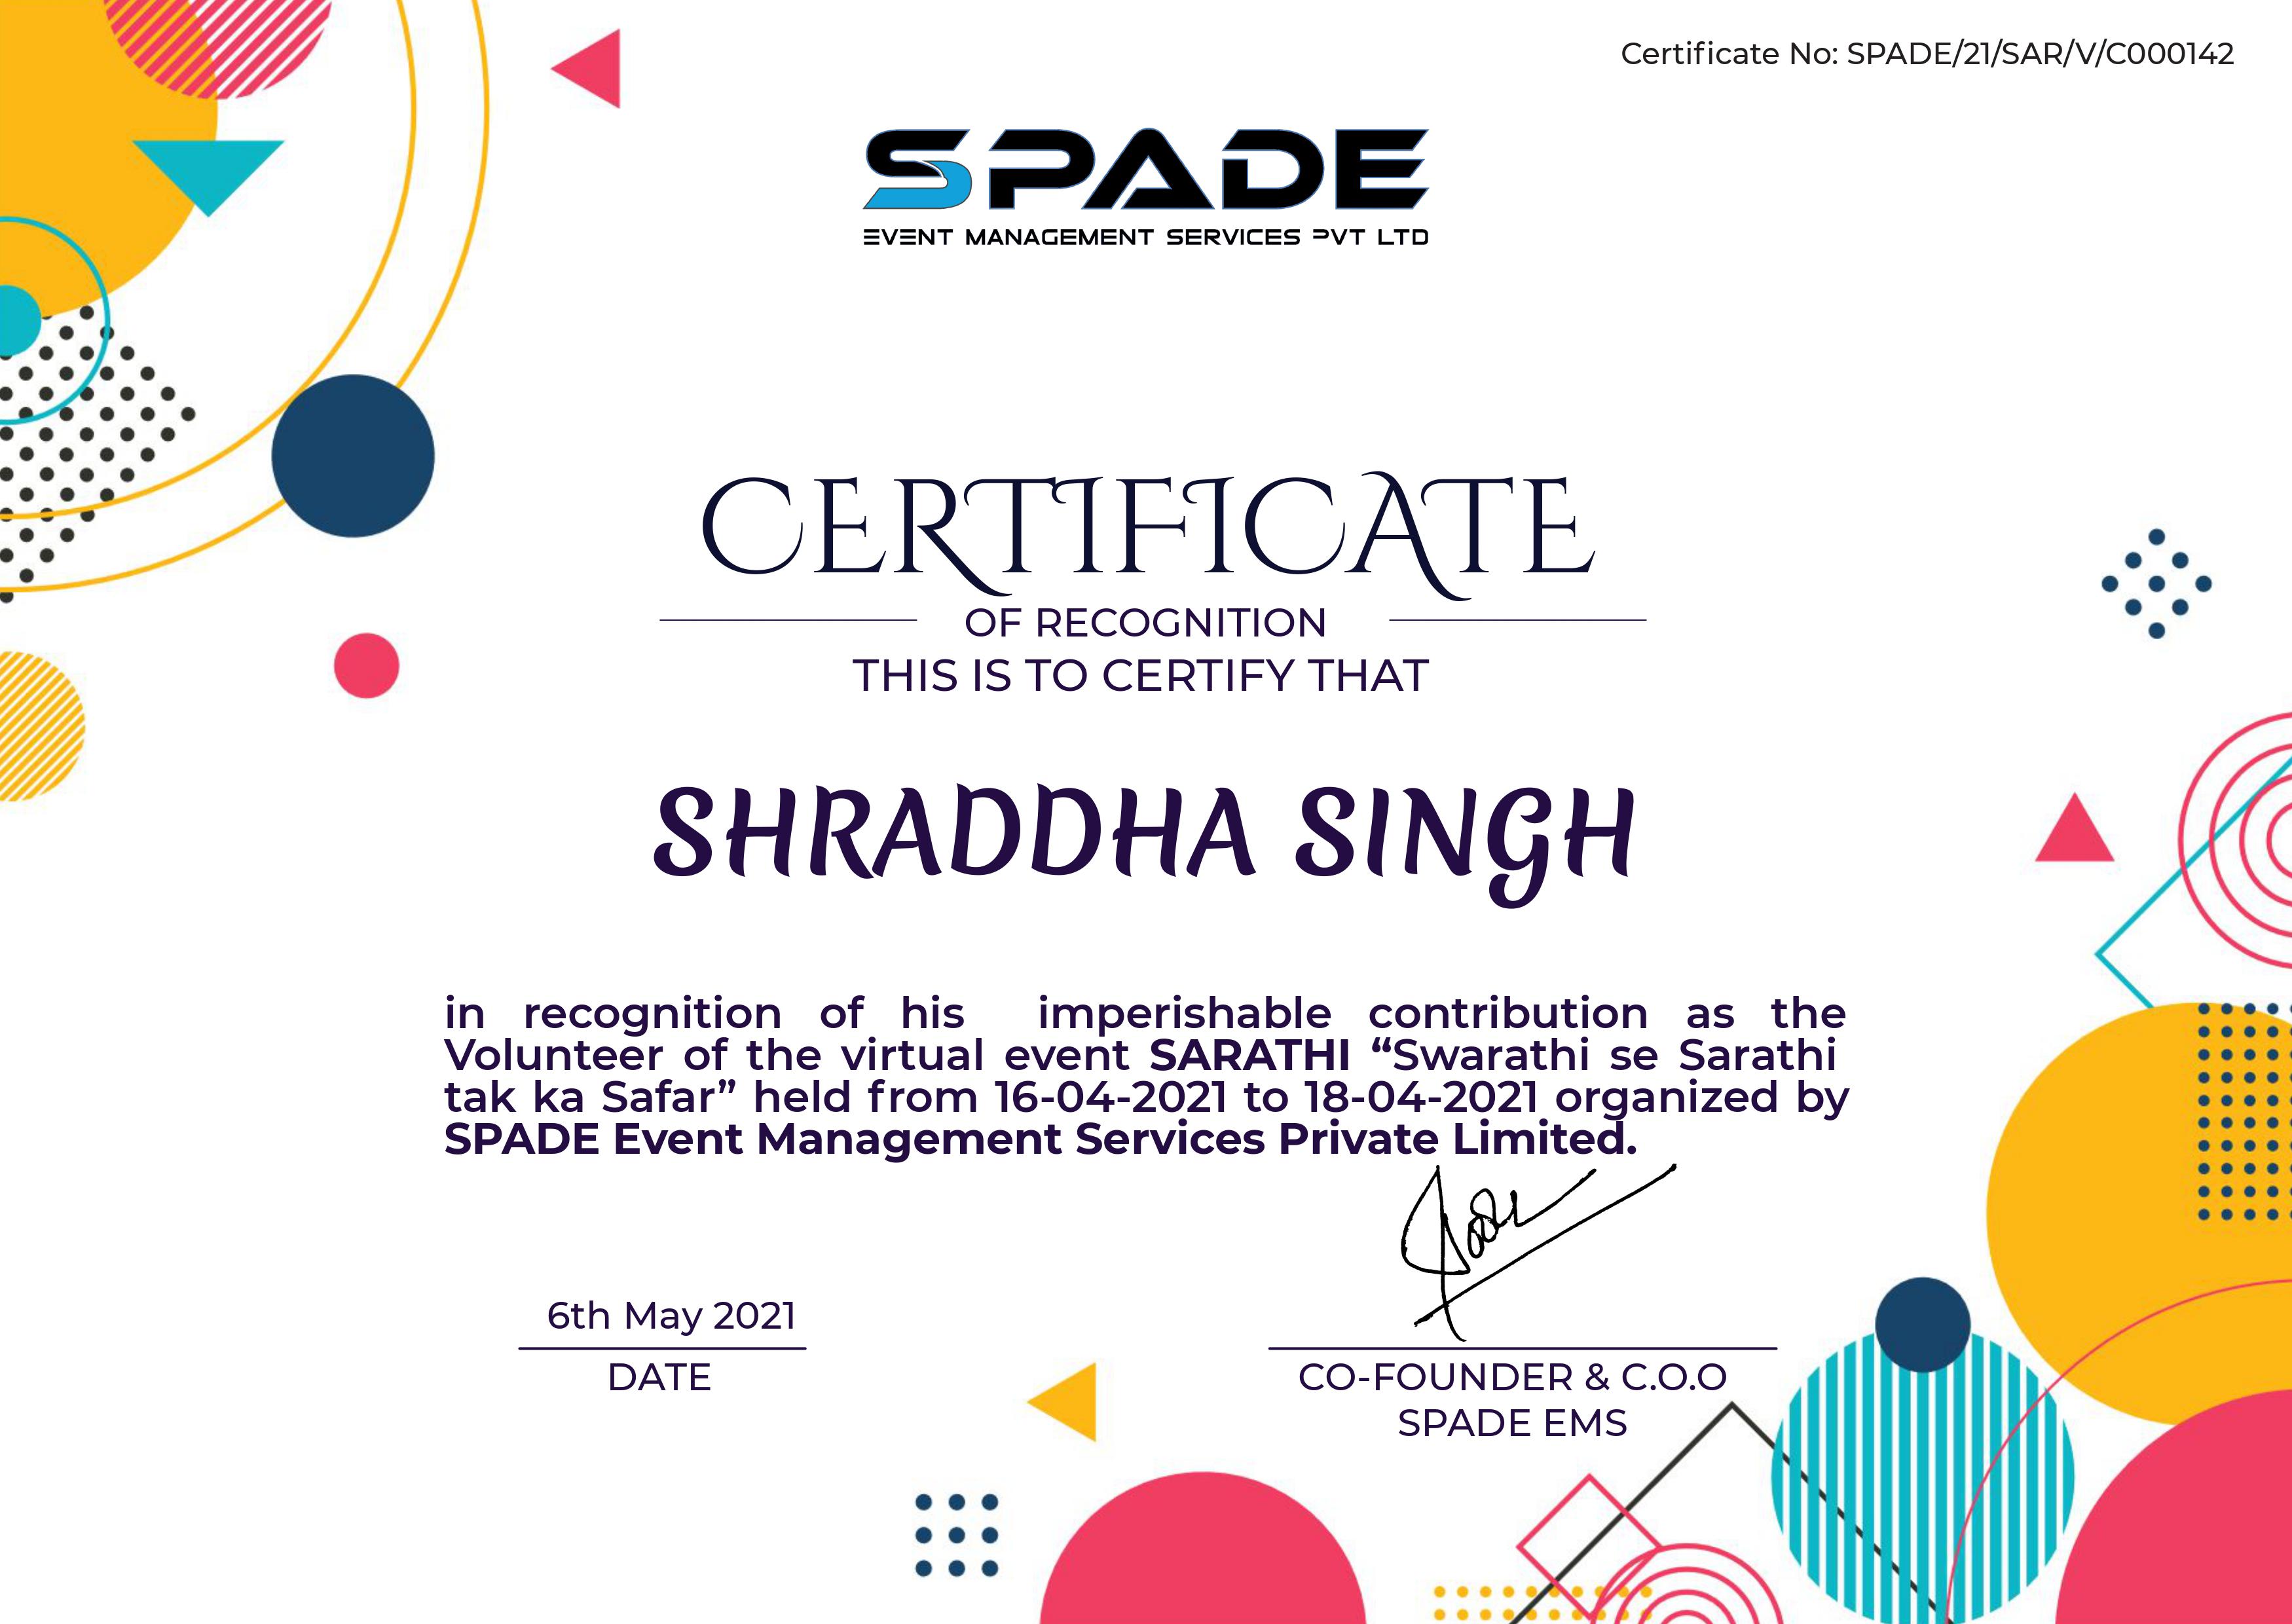 Certificate No: SPADE/21/SAR/V/C000142
SPADE
EVENT MANAGEMENT SERVICES PVT LTD
CERTIFICATE
OF RECOGNITION
THIS IS TO CERTIFY THAT
SHRADDHA SINGH
in recognition of his imperishable contribution as the
Volunteer of the virtual event SARATHI “Swarathi se Sarathi
tak ka Safar” held from 16-04-2021 to 18-04-2021 organized by
SPADE Event Management Services Private Limited.
6th May 2021
DATE
CO-FOUNDER & C.O.O
SPADE EMS